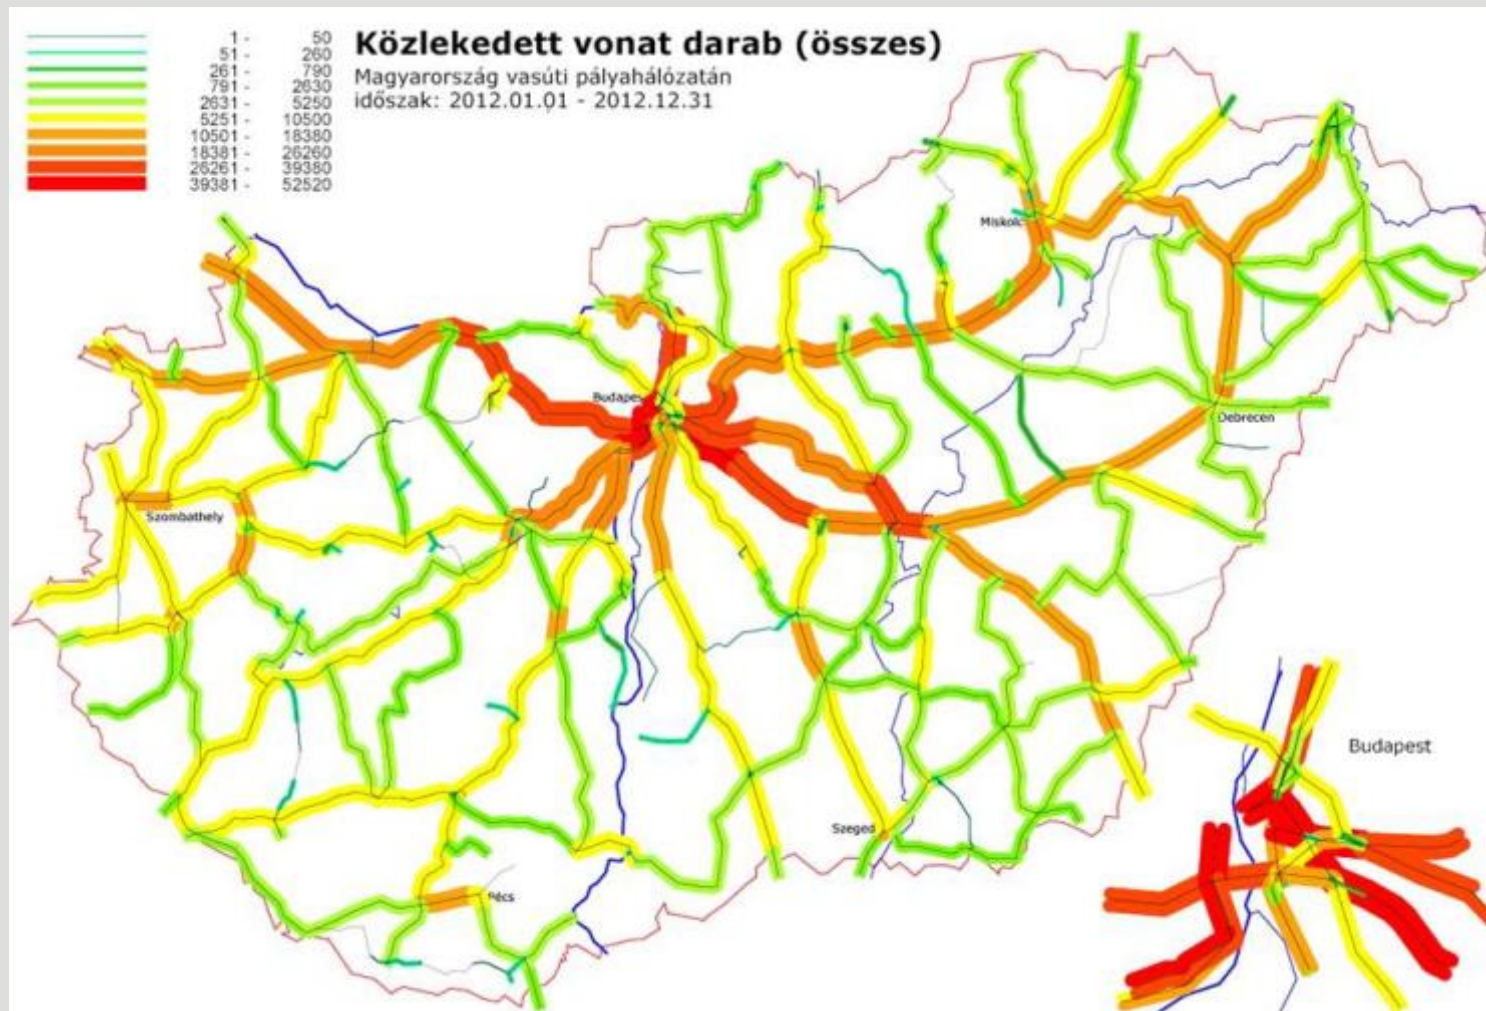 1 - 50
51 - 260
261 - 790
791 - 2630
2631 - 5250
5251 - 10500
10501 - 18380
18381 - 26260
26261 - 39380
39381 - 52520
Közlekedett vonat darab (összes)
Magyarország vasúti pályahálózatán
időszak: 2012.01.01 - 2012.12.31
Miskolc
Budapes
Debrecen
Szombathely
Budapest
Szeged
Pécs